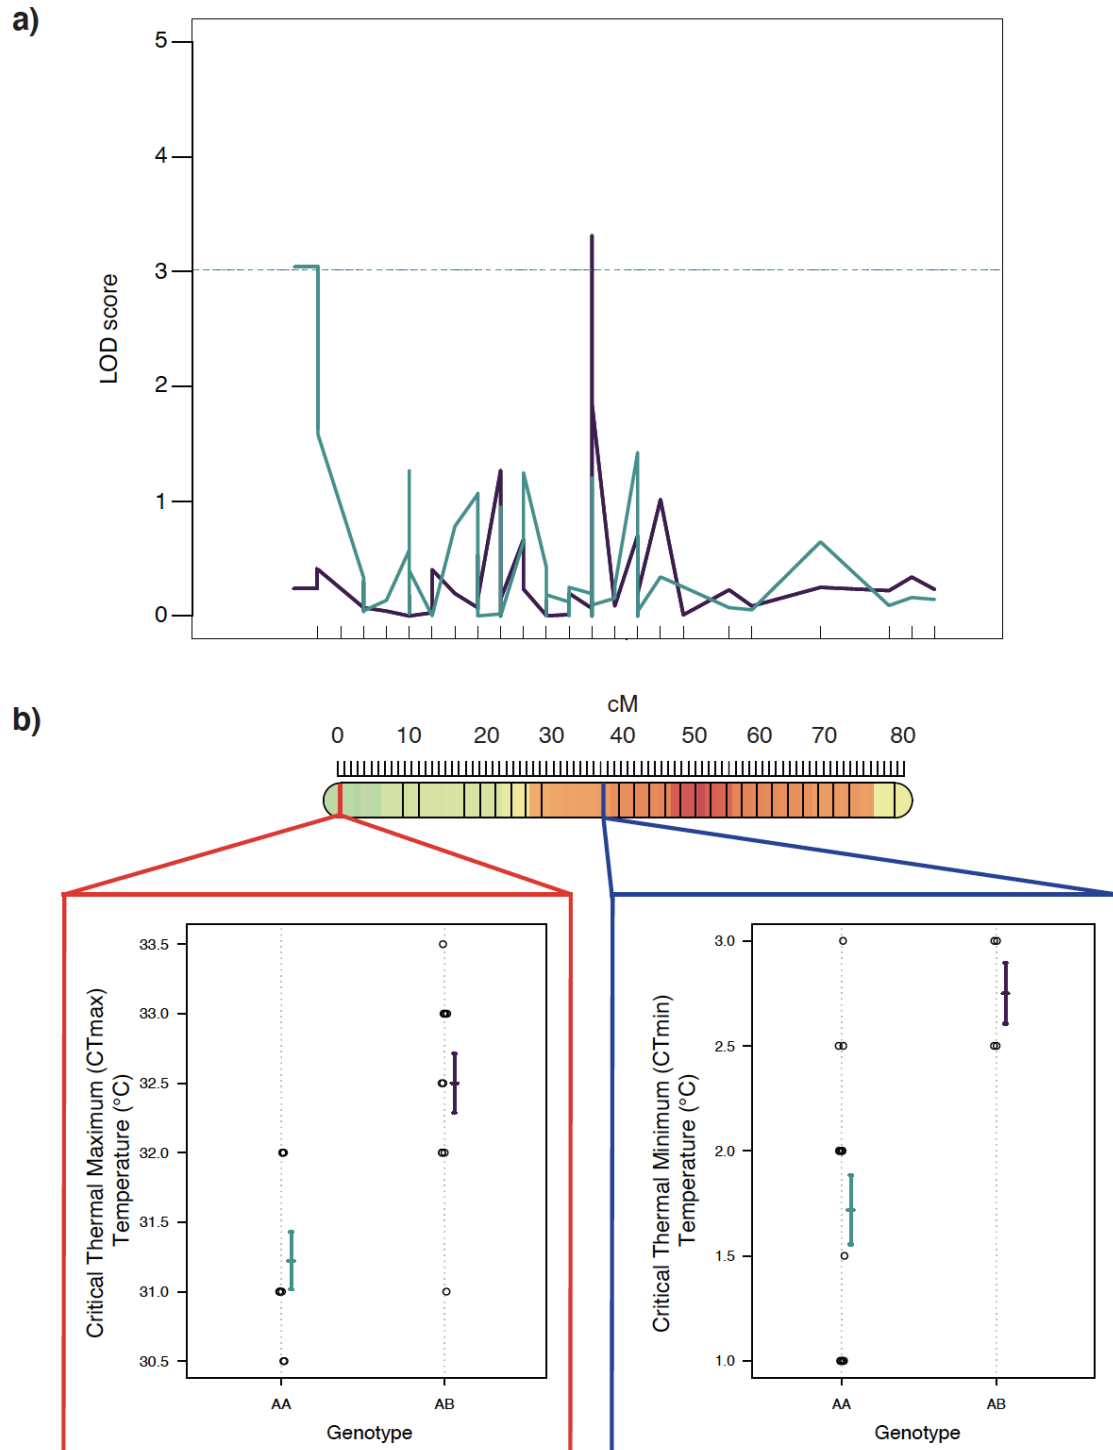 a)
5
4
3
2
1
0
LOD score
b)
cM
0 10 20 30 40 50 60 70 80
Critical Thermal Maximum (CTmax)
Temperature (°C)
33.5
33.0
32.5
32.0
31.5
31.0
30.5
AA AB
Genotype
Critical Thermal Minimum (CTmin)
Temperature (°C)
3.0
2.5
2.0
1.5
1.0
AA AB
Genotype